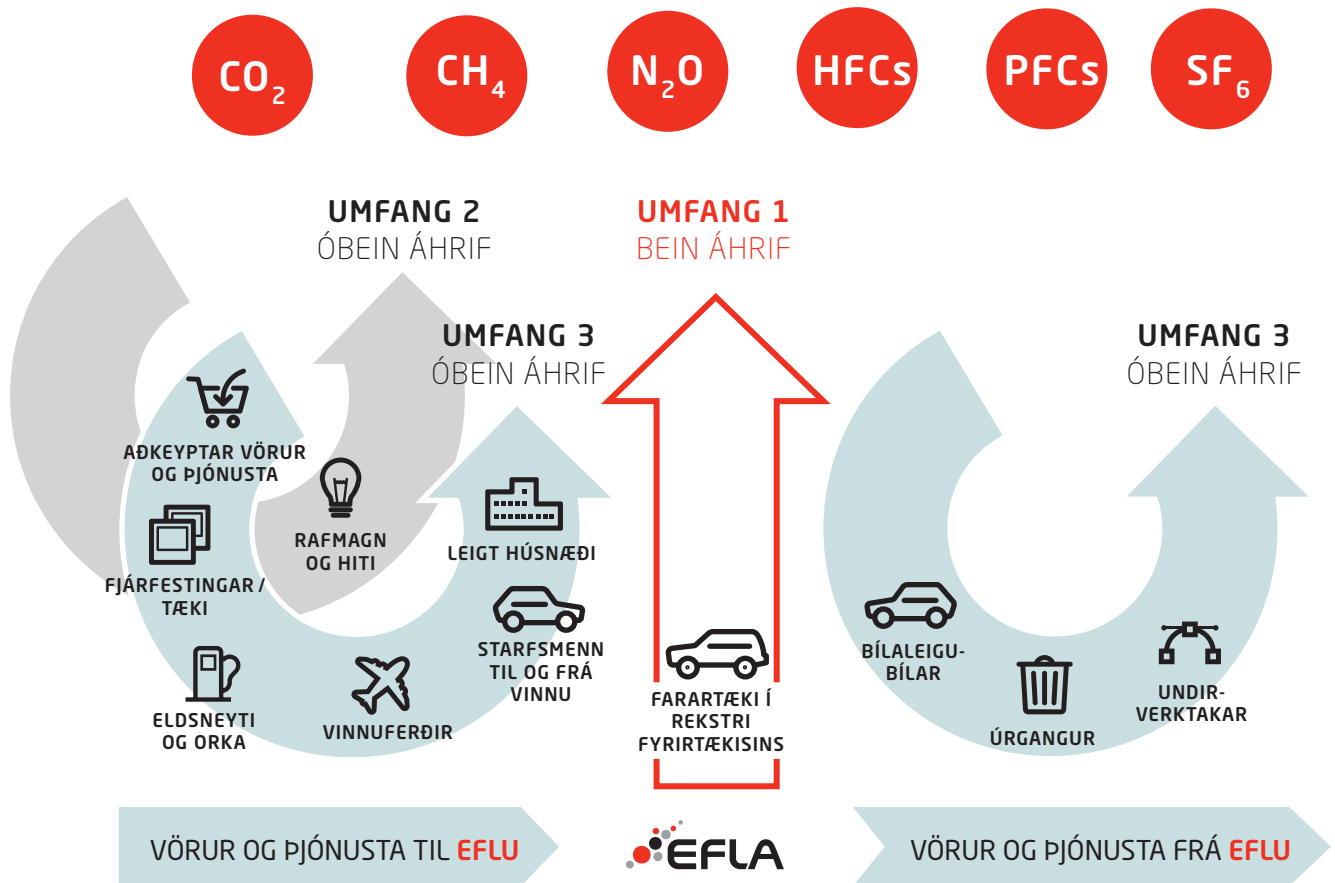 CO₂
CH₄
N₂O
HFCs
PFCs
SF₆
UMFANG 2
ÓBEIN ÁHRIF
UMFANG 1
BEIN ÁHRIF
UMFANG 3
ÓBEIN ÁHRIF
UMFANG 3
ÓBEIN ÁHRIF
AÐKEYPTAR VÖRUR
OG ÞJÓNUSTA
RAFMAGN
OG HITI
LEIGT HÚSNÆÐI
FJÁRFESTINGAR /
TÆKI
STARFSMENN
TIL OG FRÁ
VINNU
ELDSNEYTI
OG ORKA
VINNUFERÐIR
FARARTÆKI Í
REKSTRI
FYRIRTÆKISINS
BÍLALEIGU-
BÍLAR
ÚRGANGUR
UNDIR-
VERKTAKAR
VÖRUR OG ÞJÓNUSTA TIL EFLU
EFLA
VÖRUR OG ÞJÓNUSTA FRÁ EFLU